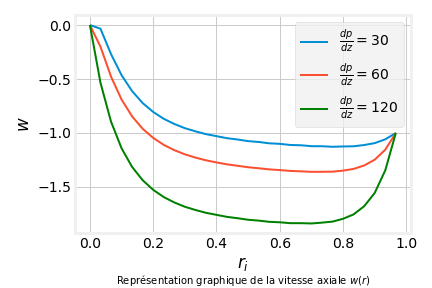 0.0
−0.5
−1.0
−1.5
w
dp/dz = 30
dp/dz = 60
dp/dz = 120
0.0 0.2 0.4 0.6 0.8 1.0
r_i
Représentation graphique de la vitesse axiale w(r)